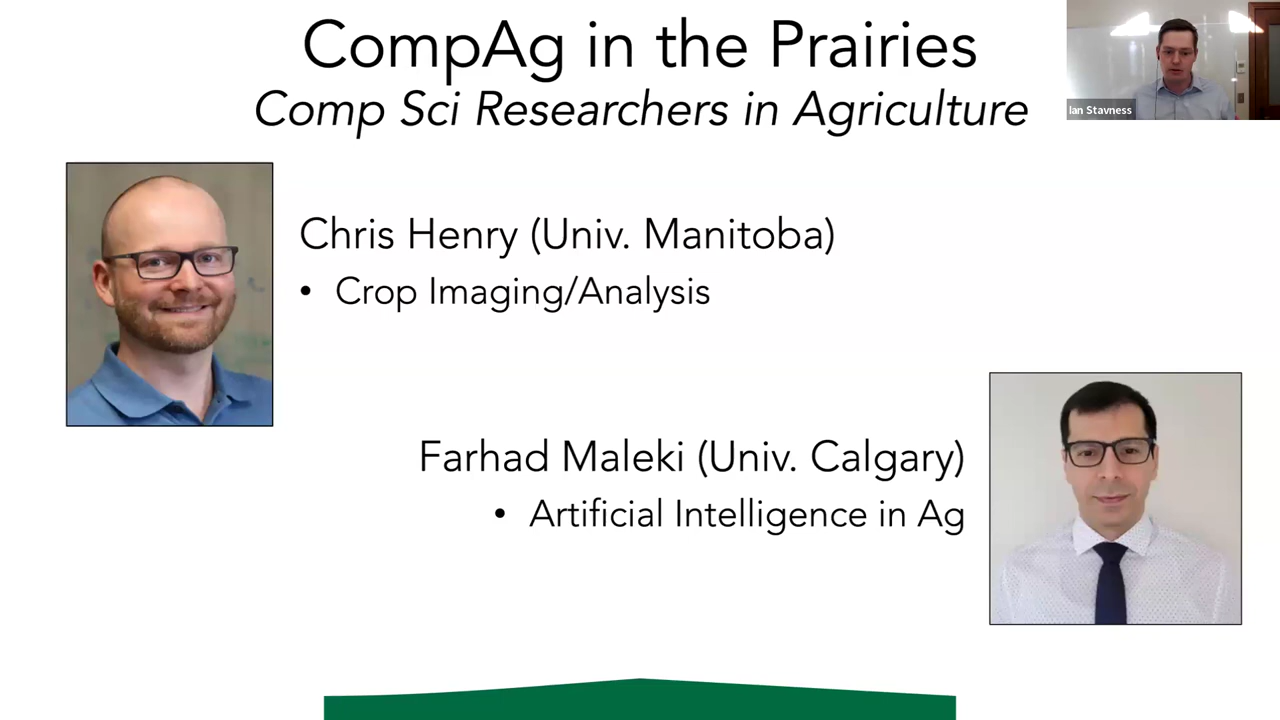 CompAg in the Prairies
Comp Sci Researchers in Agriculture
Ian Stavness
Chris Henry (Univ. Manitoba)
• Crop Imaging/Analysis
Farhad Maleki (Univ. Calgary)
• Artificial Intelligence in Ag